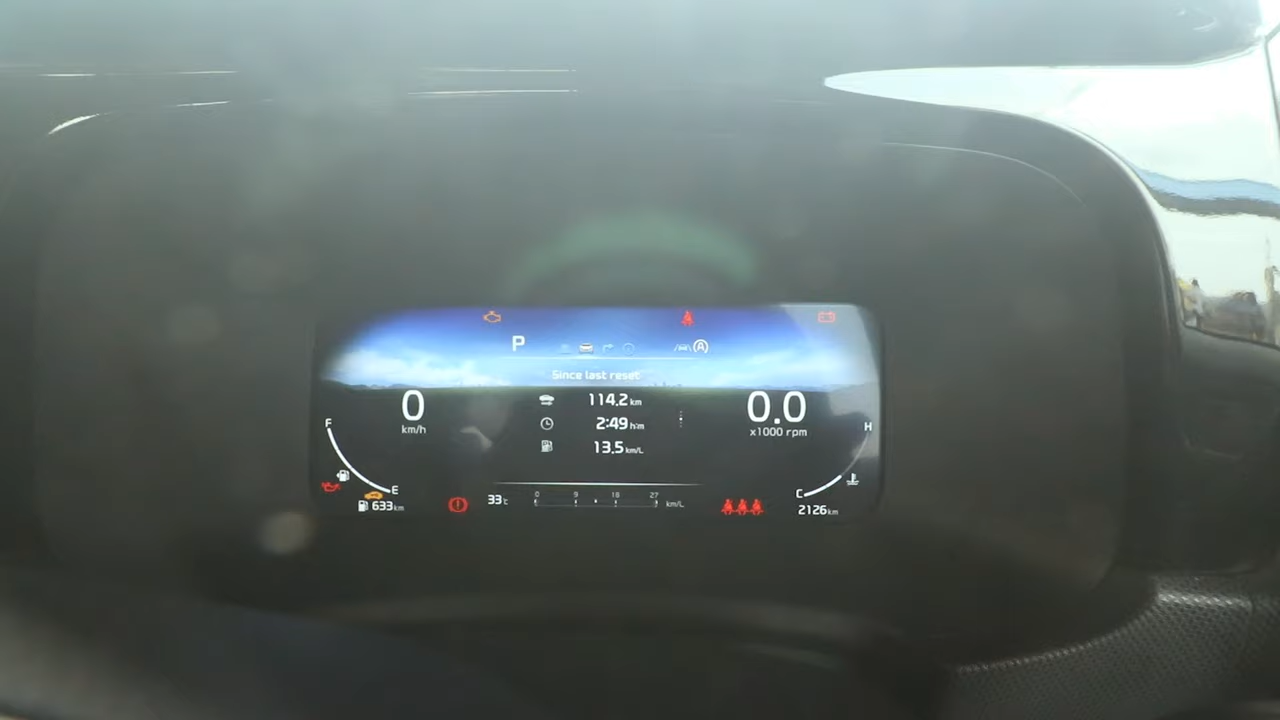 P
A
Since last reset
114.2 km
0
km/h
0.0
x1000 rpm
2:49 h:m
13.5 km/L
F
H
E
C
633 km
33℃
0 9 18 27
km/L
2126 km